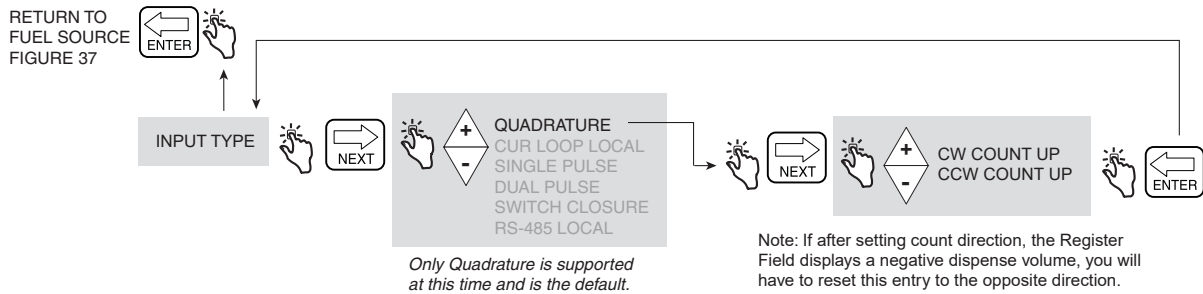 RETURN TO
FUEL SOURCE
FIGURE 37
ENTER
INPUT TYPE
NEXT
+
-
QUADRATURE
CUR LOOP LOCAL
SINGLE PULSE
DUAL PULSE
SWITCH CLOSURE
RS-485 LOCAL
Only Quadrature is supported
at this time and is the default.
NEXT
+
-
CW COUNT UP
CCW COUNT UP
ENTER
Note: If after setting count direction, the Register
Field displays a negative dispense volume, you will
have to reset this entry to the opposite direction.